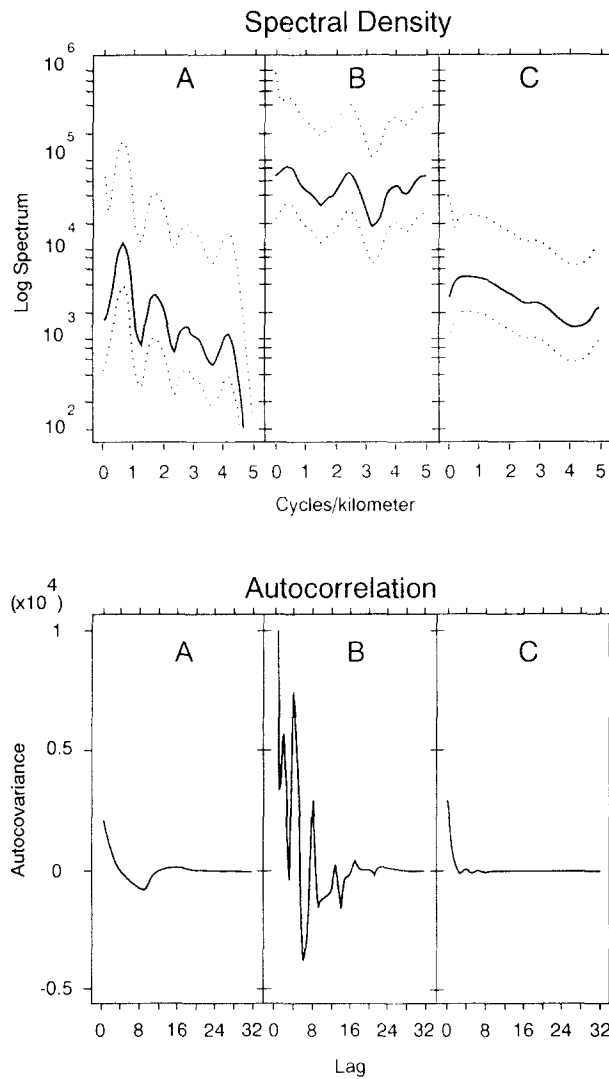 Spectral Density
10^6
10^5
10^4
10^3
10^2
Log Spectrum
A
B
C
0 1 2 3 4 5
0 1 2 3 4 5
0 1 2 3 4 5
Cycles/kilometer
Autocorrelation
(x10^4)
1
0.5
0
-0.5
Autocovariance
A
B
C
0 8 16 24 32
0 8 16 24 32
0 8 16 24 32
Lag